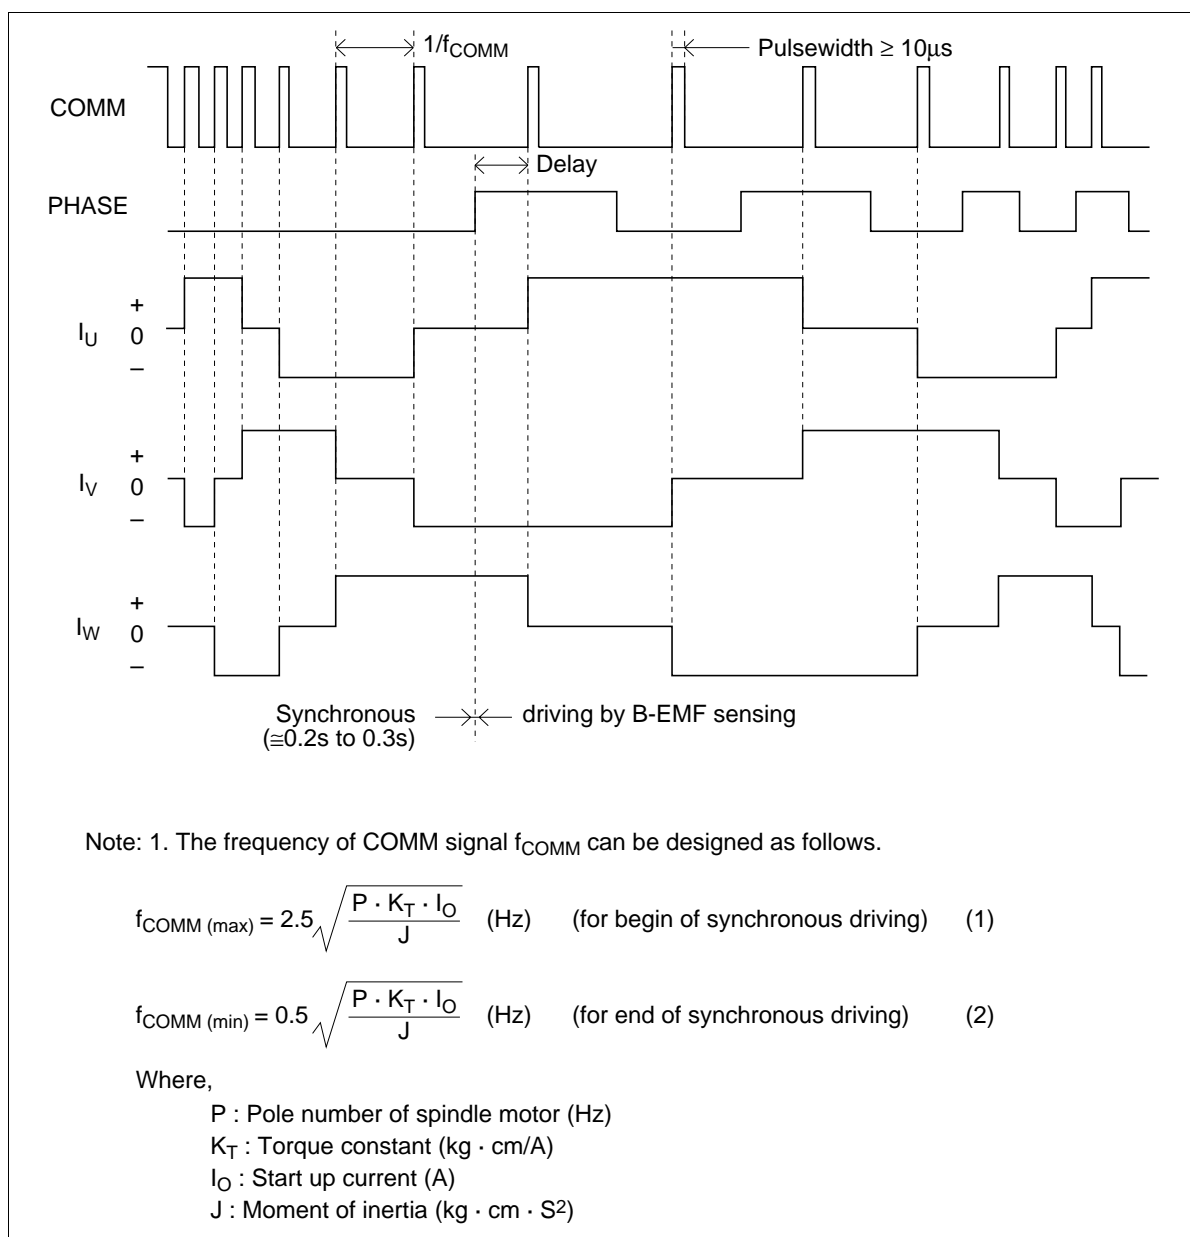 1/fCOMM
Pulsewidth ≥ 10μs
COMM
Delay
PHASE
+
IU 0
–
+
IV 0
–
+
IW 0
–
Synchronous driving by B-EMF sensing
(≅0.2s to 0.3s)
Note: 1. The frequency of COMM signal fCOMM can be designed as follows.
fCOMM (max) = 2.5 √(P · KT · IO / J) (Hz) (for begin of synchronous driving) (1)
fCOMM (min) = 0.5 √(P · KT · IO / J) (Hz) (for end of synchronous driving) (2)
Where,
P : Pole number of spindle motor (Hz)
KT : Torque constant (kg · cm/A)
IO : Start up current (A)
J : Moment of inertia (kg · cm · S²)